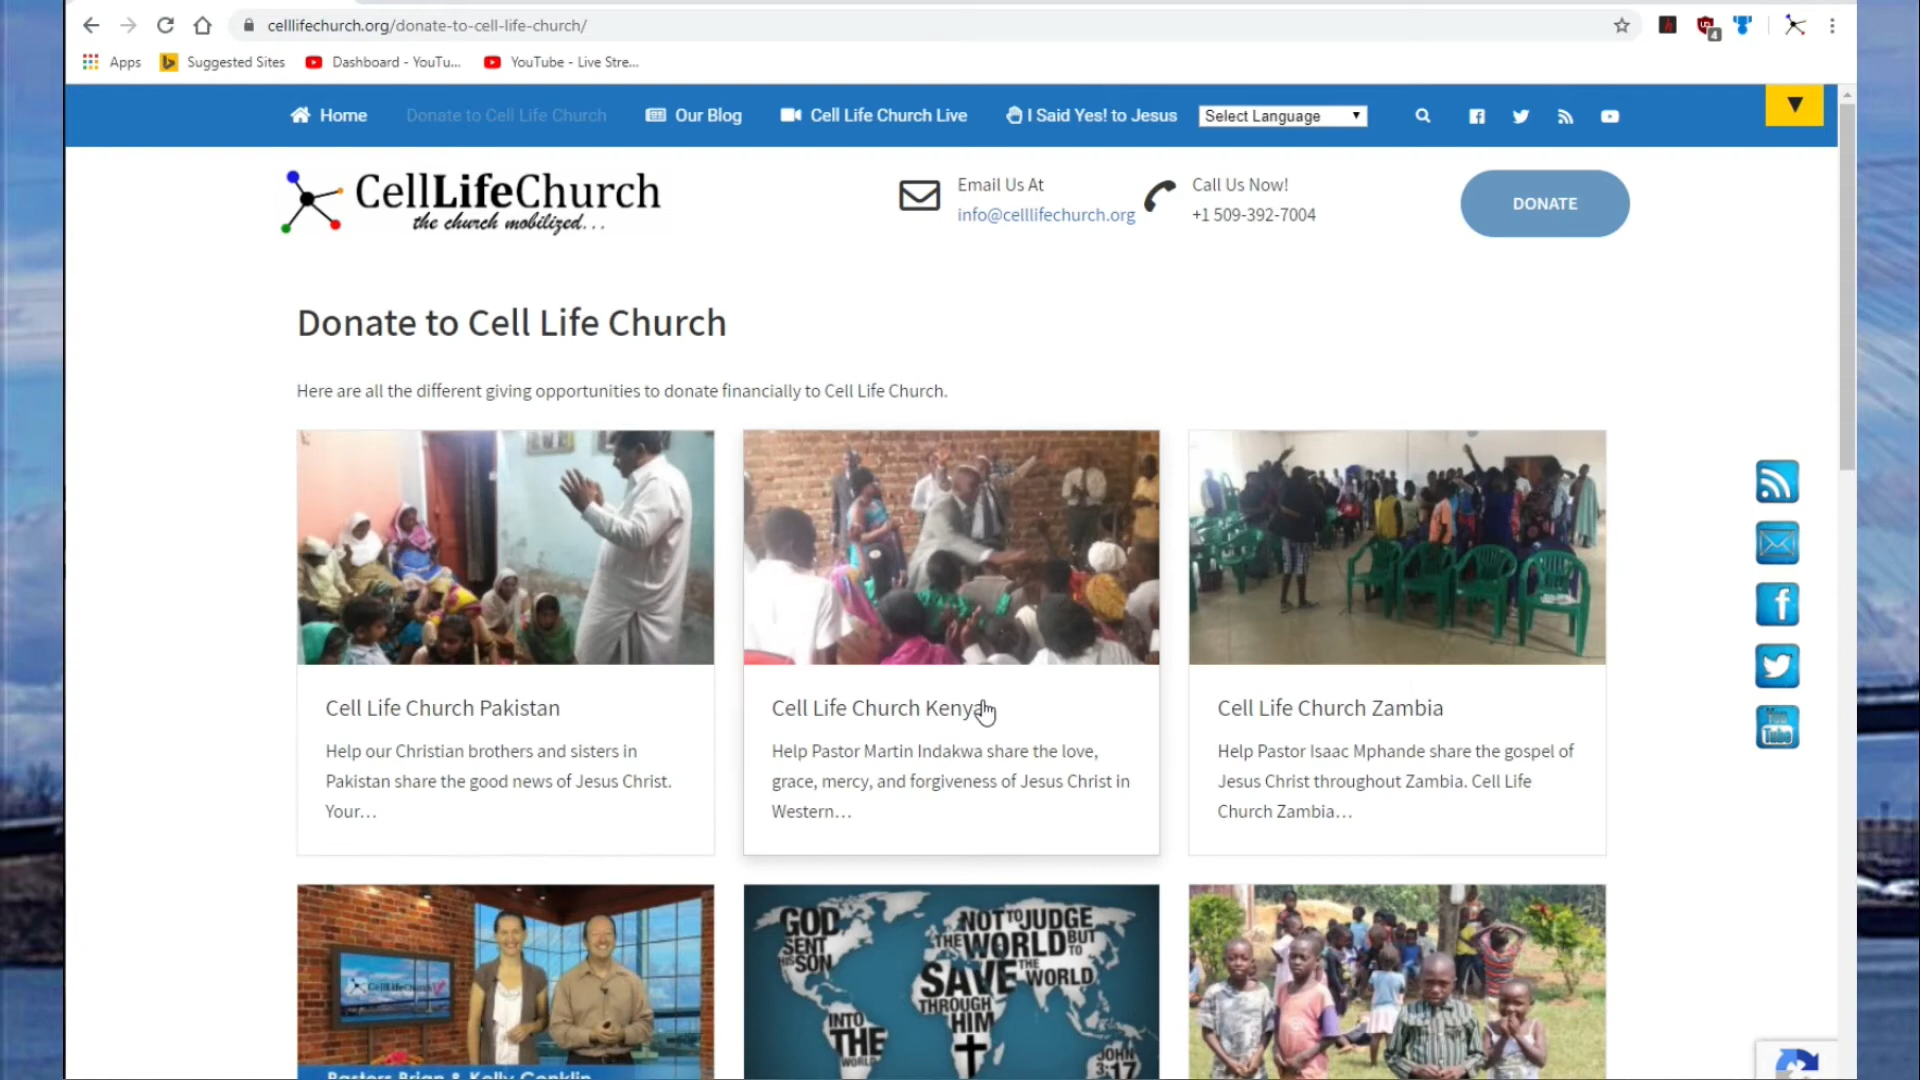 celllifechurch.org/donate-to-cell-life-church/
4
Apps
Suggested Sites
Dashboard - YouTu...
YouTube - Live Stre...
Home
Donate to Cell Life Church
Our Blog
Cell Life Church Live
I Said Yes! to Jesus
Select Language
CellLifeChurch
the church mobilized...
Email Us At
info@celllifechurch.org
Call Us Now!
+1 509-392-7004
DONATE
Donate to Cell Life Church
Here are all the different giving opportunities to donate financially to Cell Life Church.
Cell Life Church Pakistan
Help our Christian brothers and sisters in
Pakistan share the good news of Jesus Christ.
Your...
Cell Life Church Kenya
Help Pastor Martin Indakwa share the love,
grace, mercy, and forgiveness of Jesus Christ in
Western...
Cell Life Church Zambia
Help Pastor Isaac Mphande share the gospel of
Jesus Christ throughout Zambia. Cell Life
Church Zambia...
You
Tube
CellLifeChurch
Pastors Brian & Kelly Conklin
GOD
SENT
HIS SON
INTO
THE
WORLD
NOT TO JUDGE
THE WORLD BUT
TO
SAVE THE WORLD
THROUGH
HIM
JOHN
3:17